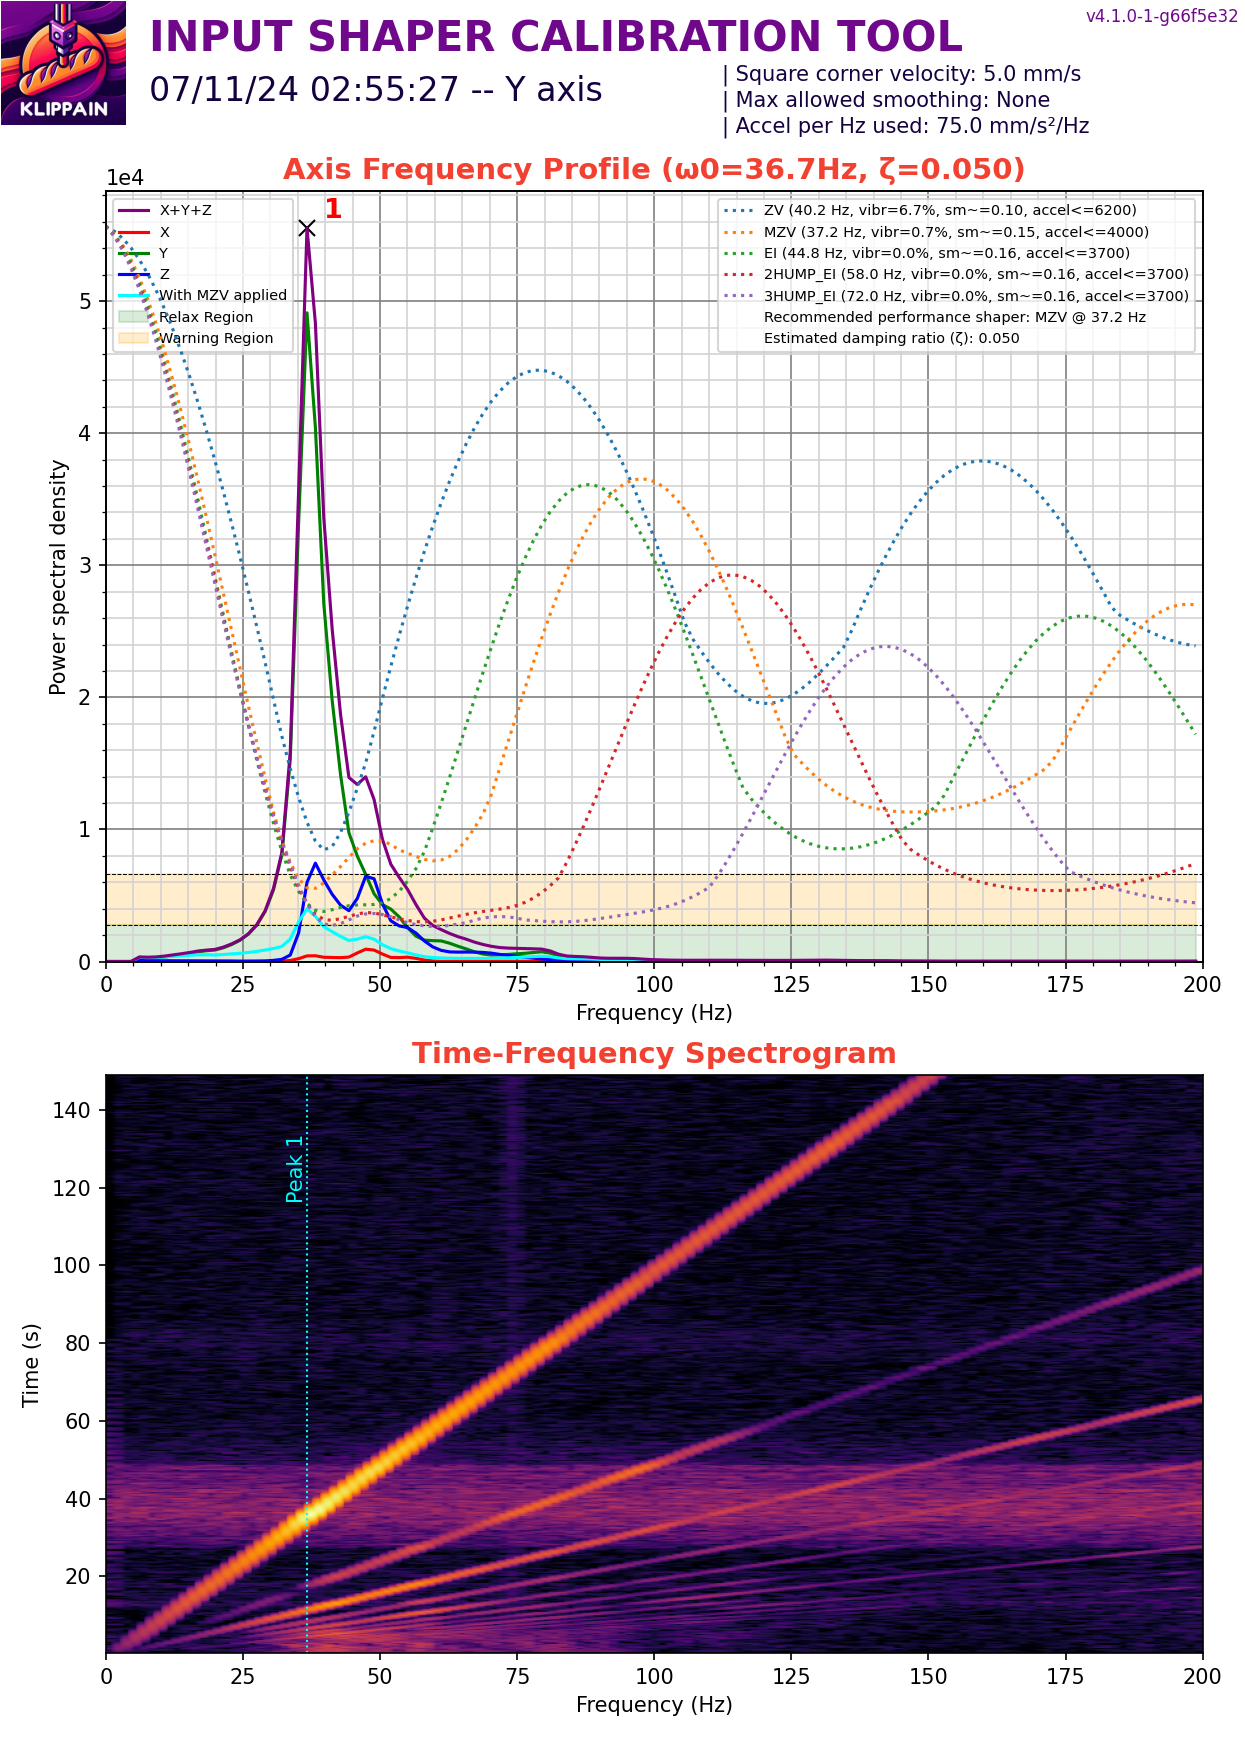 v4.1.0-1-g66f5e32
INPUT SHAPER CALIBRATION TOOL
07/11/24 02:55:27 -- Y axis
| Square corner velocity: 5.0 mm/s
| Max allowed smoothing: None
| Accel per Hz used: 75.0 mm/s²/Hz
KLIPPAIN
Axis Frequency Profile (ω0=36.7Hz, ζ=0.050)
1e4
1
X+Y+Z
X
Y
Z
With MZV applied
Relax Region
Warning Region
ZV (40.2 Hz, vibr=6.7%, sm~=0.10, accel<=6200)
MZV (37.2 Hz, vibr=0.7%, sm~=0.15, accel<=4000)
EI (44.8 Hz, vibr=0.0%, sm~=0.16, accel<=3700)
2HUMP_EI (58.0 Hz, vibr=0.0%, sm~=0.16, accel<=3700)
3HUMP_EI (72.0 Hz, vibr=0.0%, sm~=0.16, accel<=3700)
Recommended performance shaper: MZV @ 37.2 Hz
Estimated damping ratio (ζ): 0.050
Power spectral density
5
4
3
2
1
0
0 25 50 75 100 125 150 175 200
Frequency (Hz)
Time-Frequency Spectrogram
Peak 1
Time (s)
140
120
100
80
60
40
20
0 25 50 75 100 125 150 175 200
Frequency (Hz)